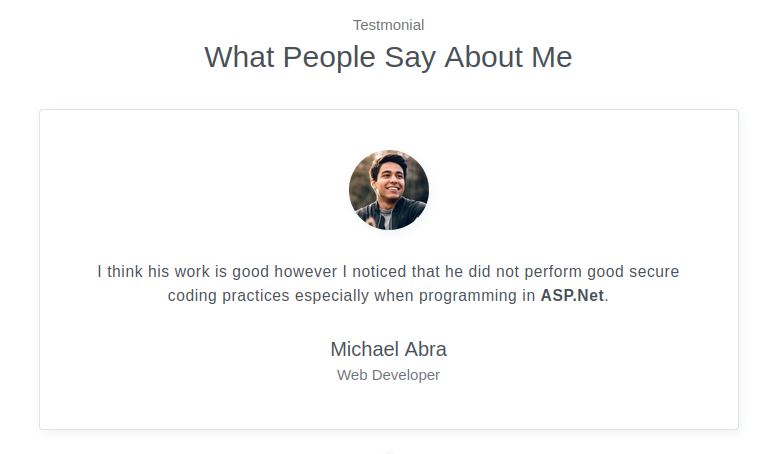 Testmonial
What People Say About Me
I think his work is good however I noticed that he did not perform good secure
coding practices especially when programming in ASP.Net.
Michael Abra
Web Developer